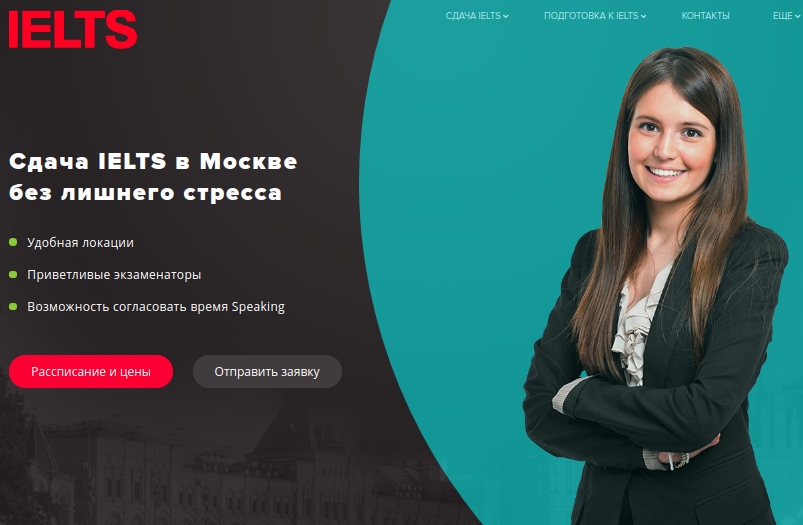 IELTS
СДАЧА IELTS
ПОДГОТОВКА К IELTS
КОНТАКТЫ
ЕЩЕ
Сдача IELTS в Москве
без лишнего стресса
Удобная локации
Приветливые экзаменаторы
Возможность согласовать время Speaking
Рассписание и цены
Отправить заявку